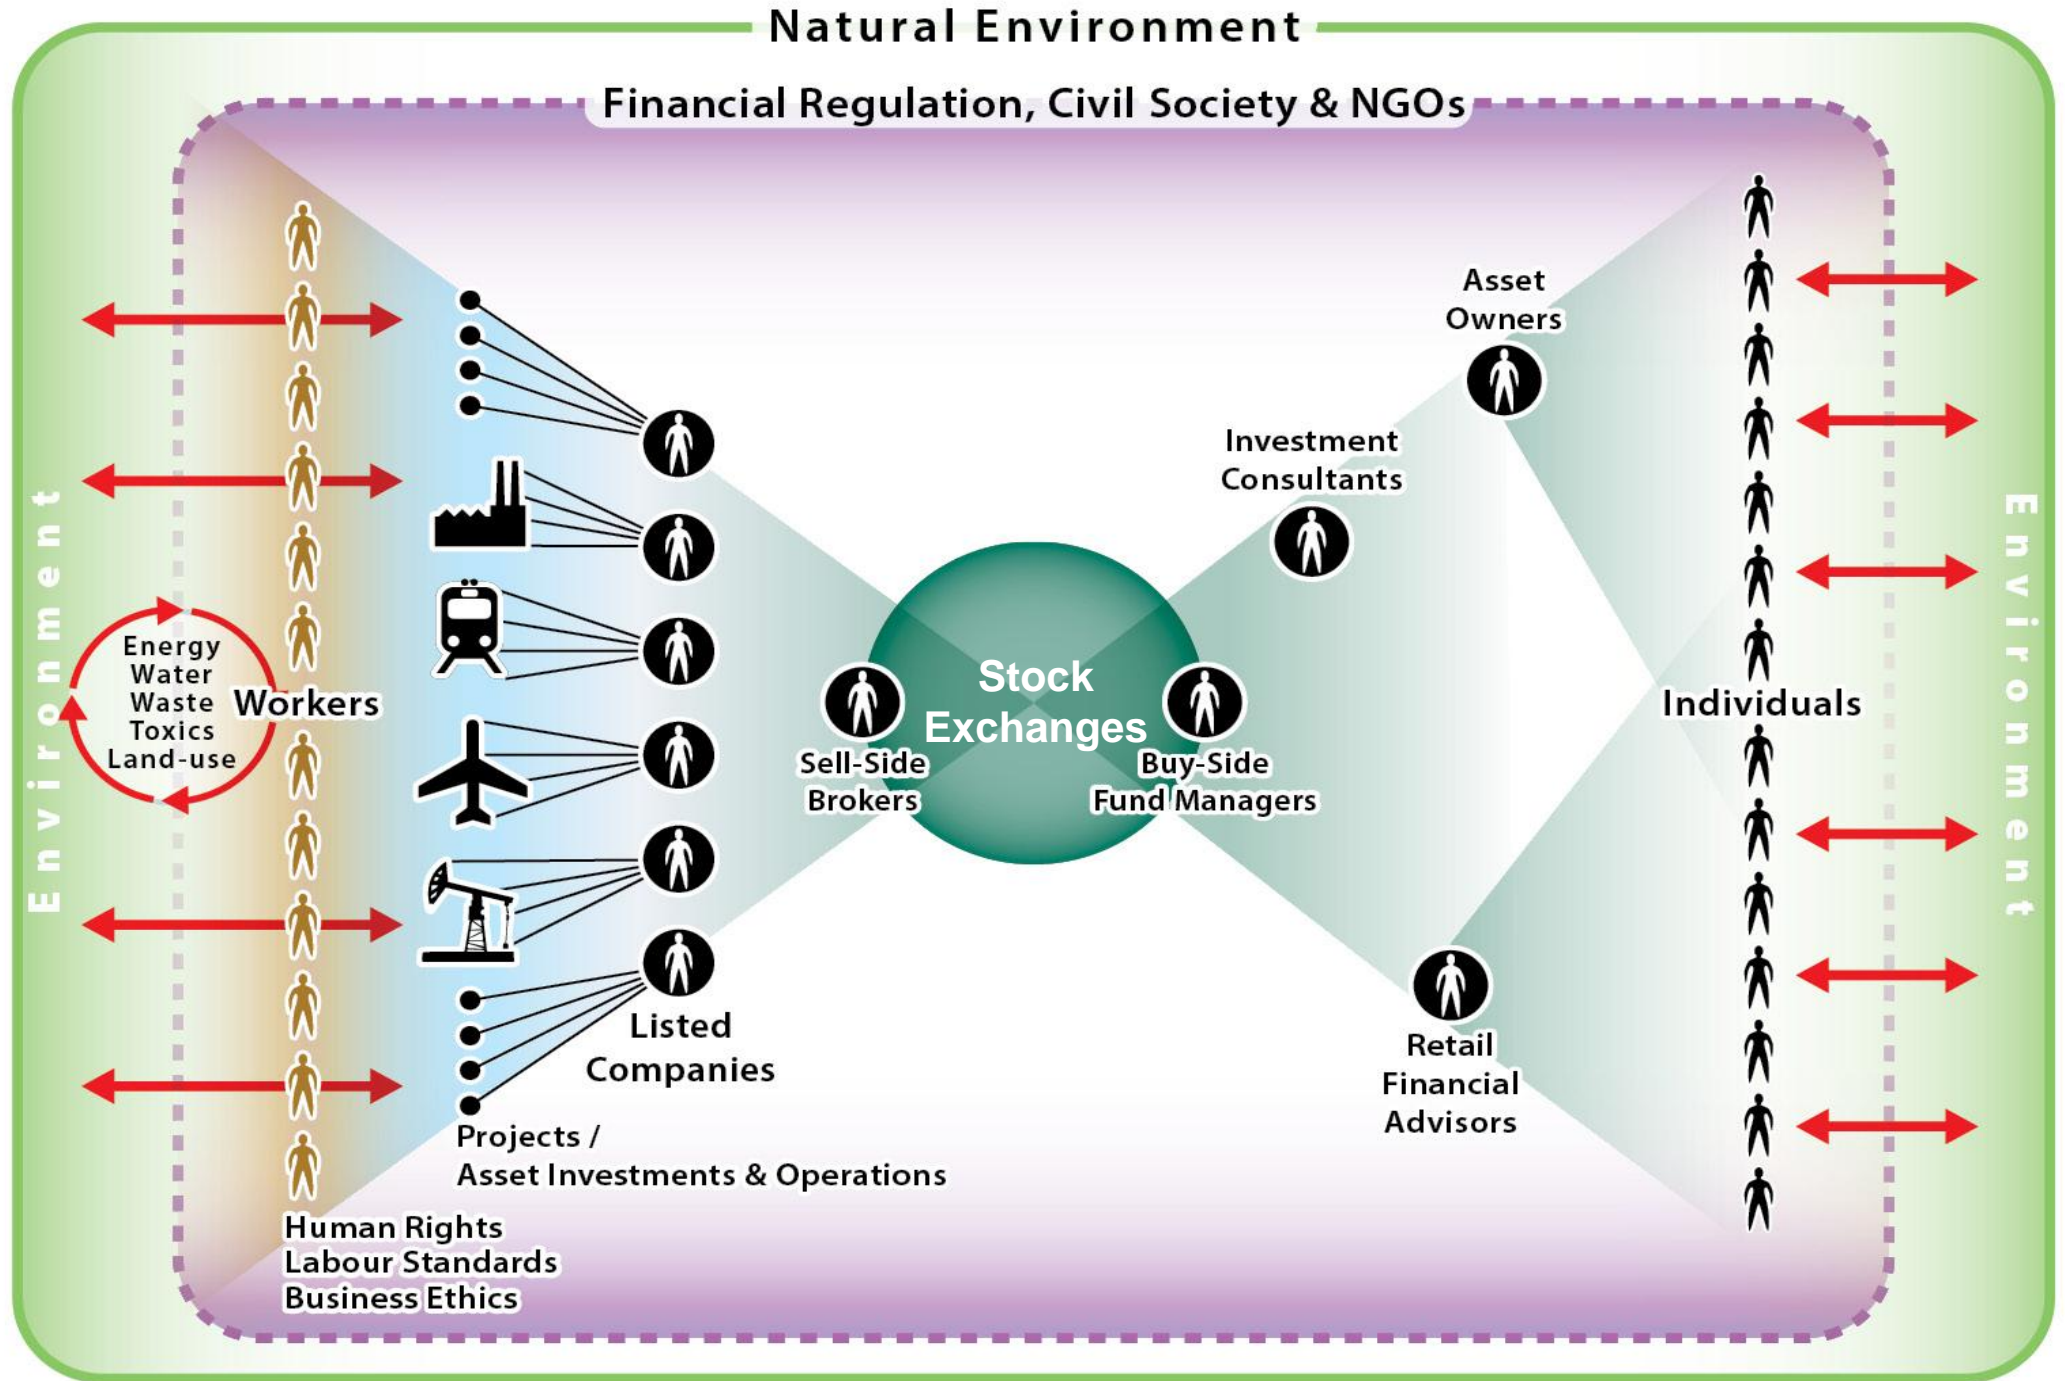 Natural Environment
Financial Regulation, Civil Society & NGOs
Environment
Energy
Water
Waste
Toxics
Land-use
Workers
Human Rights
Labour Standards
Business Ethics
Projects /
Asset Investments & Operations
Listed
Companies
Sell-Side
Brokers
Stock
Exchanges
Buy-Side
Fund Managers
Investment
Consultants
Asset
Owners
Retail
Financial
Advisors
Individuals
Environment